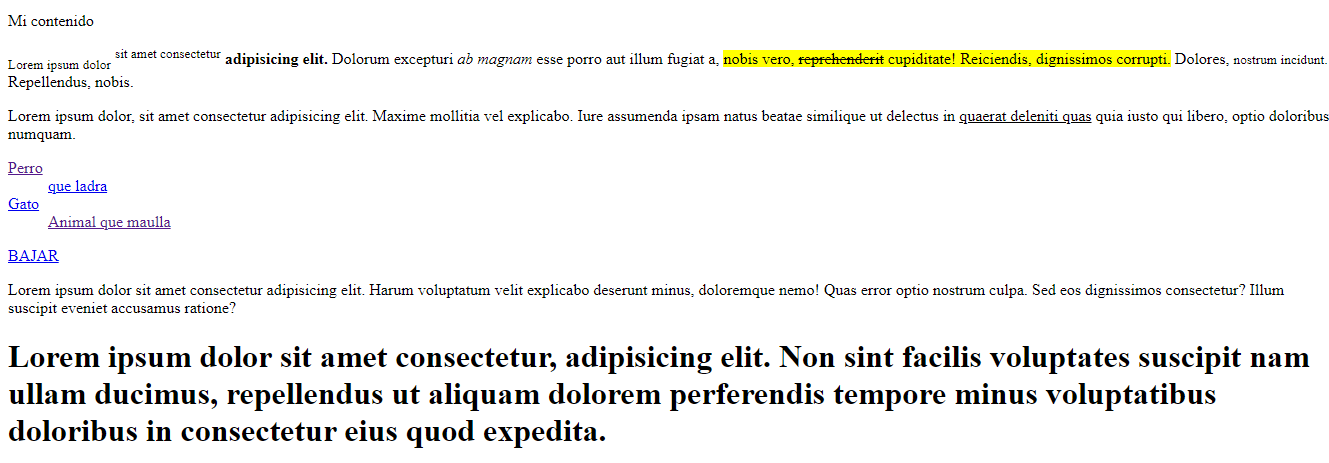 Mi contenido
Lorem ipsum dolor sit amet consectetur adipisicing elit. Dolorum excepturi ab magnam esse porro aut illum fugiat a, nobis vero, reprehenderit cupiditate! Reiciendis, dignissimos corrupti. Dolores, nostrum incidunt.
Repellendus, nobis.
Lorem ipsum dolor, sit amet consectetur adipisicing elit. Maxime mollitia vel explicabo. Iure assumenda ipsam natus beatae similique ut delectus in quaerat deleniti quas quia iusto qui libero, optio doloribus
numquam.
Perro
que ladra
Gato
Animal que maulla
BAJAR
Lorem ipsum dolor sit amet consectetur adipisicing elit. Harum voluptatum velit explicabo deserunt minus, doloremque nemo! Quas error optio nostrum culpa. Sed eos dignissimos consectetur? Illum
suscipit eveniet accusamus ratione?
Lorem ipsum dolor sit amet consectetur, adipisicing elit. Non sint facilis voluptates suscipit nam
ullam ducimus, repellendus ut aliquam dolorem perferendis tempore minus voluptatibus
doloribus in consectetur eius quod expedita.